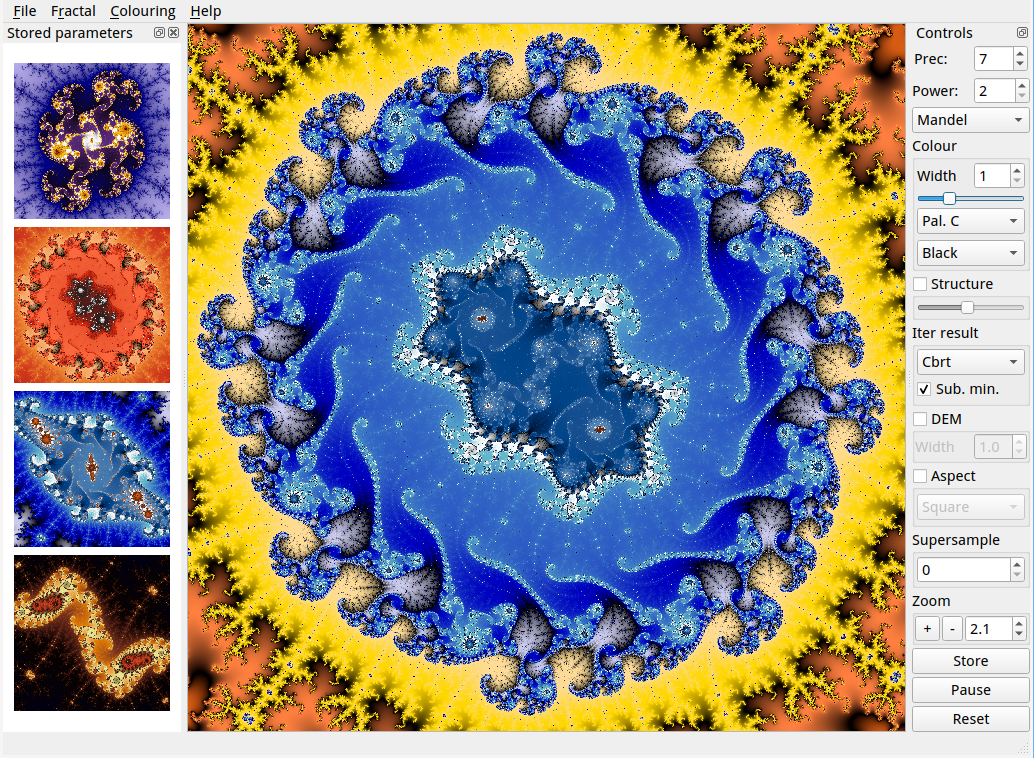 File Fractal Colouring Help
Stored parameters
Controls
Prec: 7
Power: 2
Mandel
Colour
Width 1
Pal. C
Black
Structure
Iter result
Cbrt
Sub. min.
DEM
Width 1.0
Aspect
Square
Supersample
0
Zoom
+ - 2.1
Store
Pause
Reset